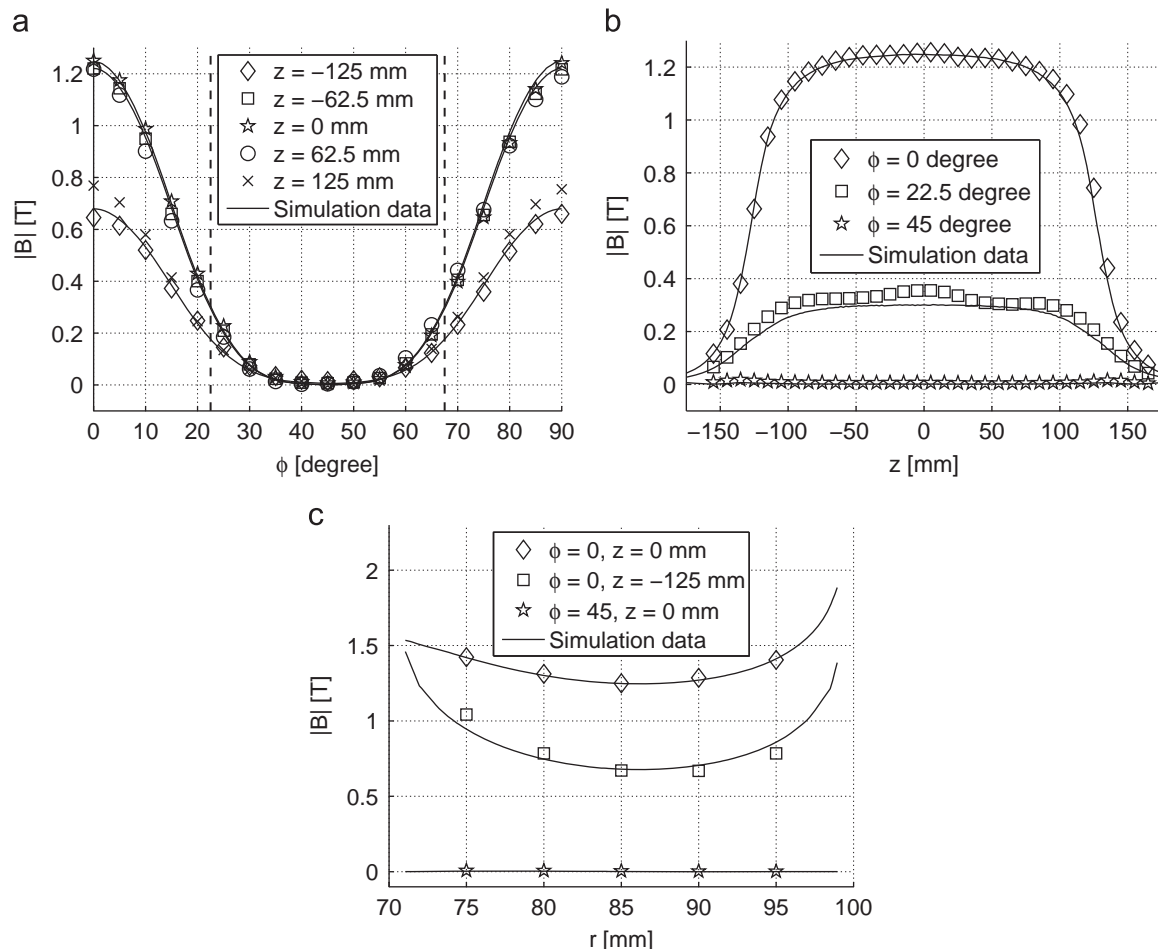 a
|B| [T]
1.2
1
0.8
0.6
0.4
0.2
0
z = −125 mm
z = −62.5 mm
z = 0 mm
z = 62.5 mm
z = 125 mm
Simulation data
0 10 20 30 40 50 60 70 80 90
ϕ [degree]
b
|B| [T]
1.2
1
0.8
0.6
0.4
0.2
0
ϕ = 0 degree
ϕ = 22.5 degree
ϕ = 45 degree
Simulation data
−150 −100 −50 0 50 100 150
z [mm]
c
|B| [T]
2
1.5
1
0.5
0
ϕ = 0, z = 0 mm
ϕ = 0, z = −125 mm
ϕ = 45, z = 0 mm
Simulation data
70 75 80 85 90 95 100
r [mm]